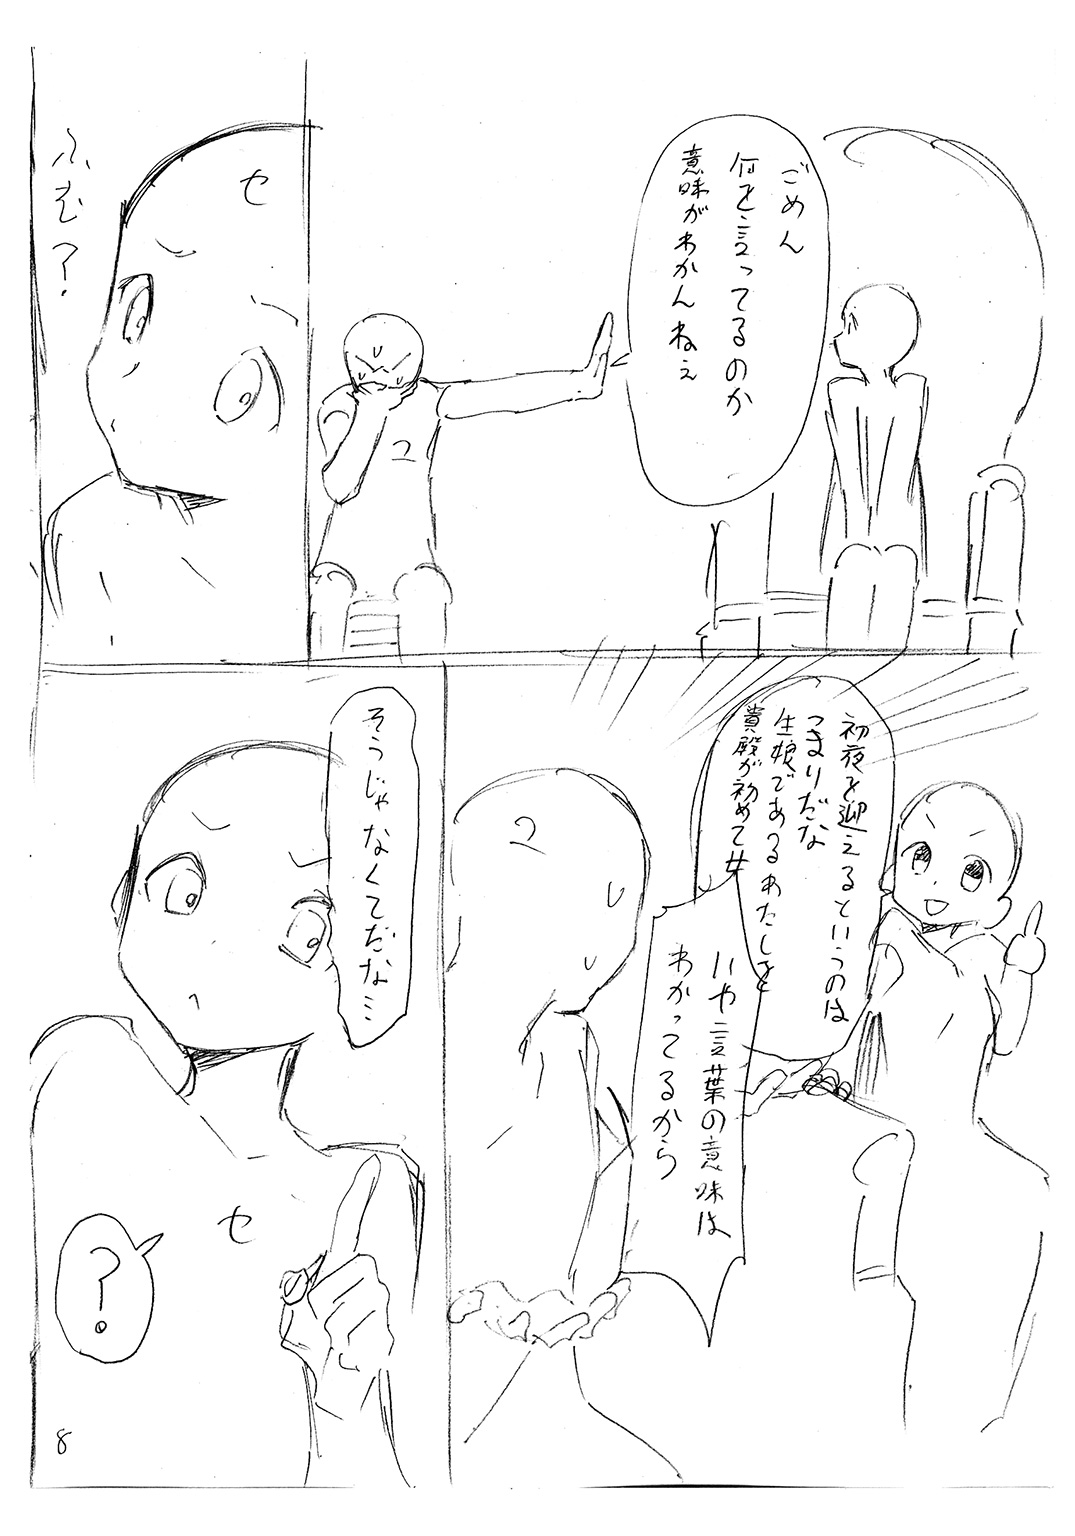 ごめん
何を言ってるのか
意味がわかんねぇ
ユ
セ
ふむ?
初夜を迎えるというのは
つまりだな
生娘であるあたしを
貴殿が初めて女
いや言葉の意味は
わかってるから
ユ
そうじゃなくてだな…
セ
?
8